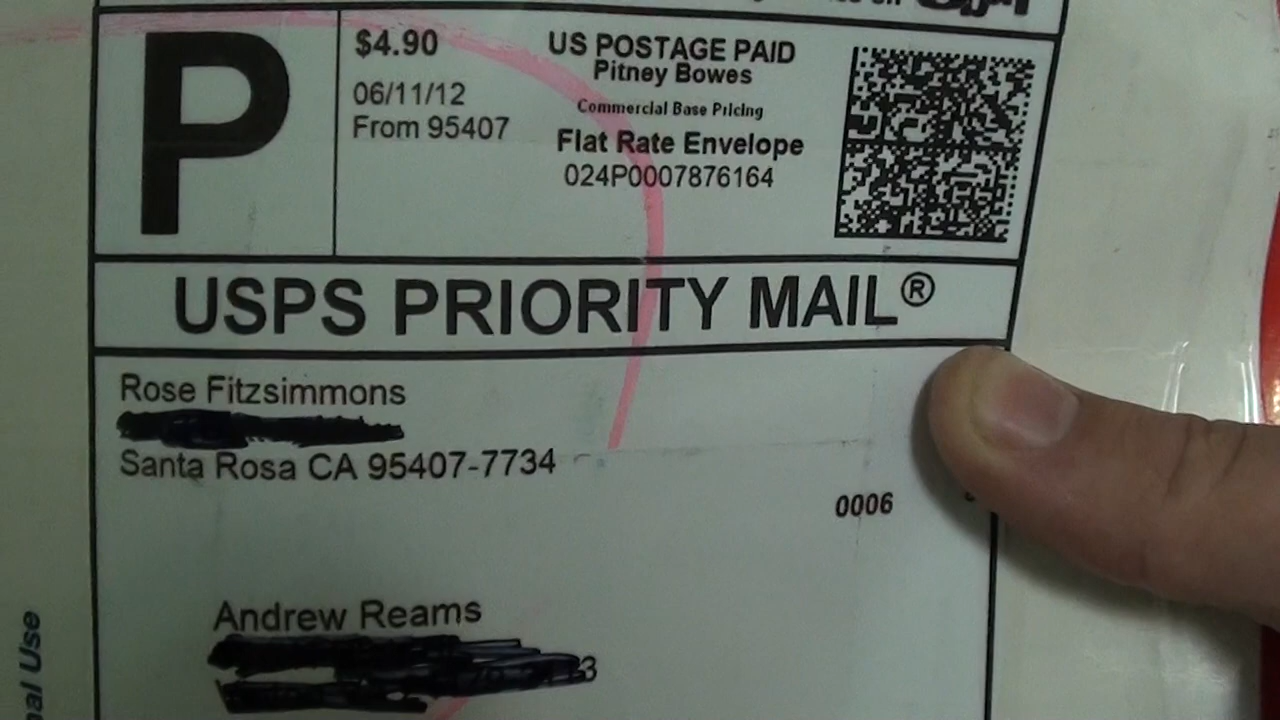 P
$4.90
06/11/12
From 95407
US POSTAGE PAID
Pitney Bowes
Commercial Base Pricing
Flat Rate Envelope
024P0007876164
USPS PRIORITY MAIL®
Rose Fitzsimmons
Santa Rosa CA 95407-7734
0006
Andrew Reams
3
Use